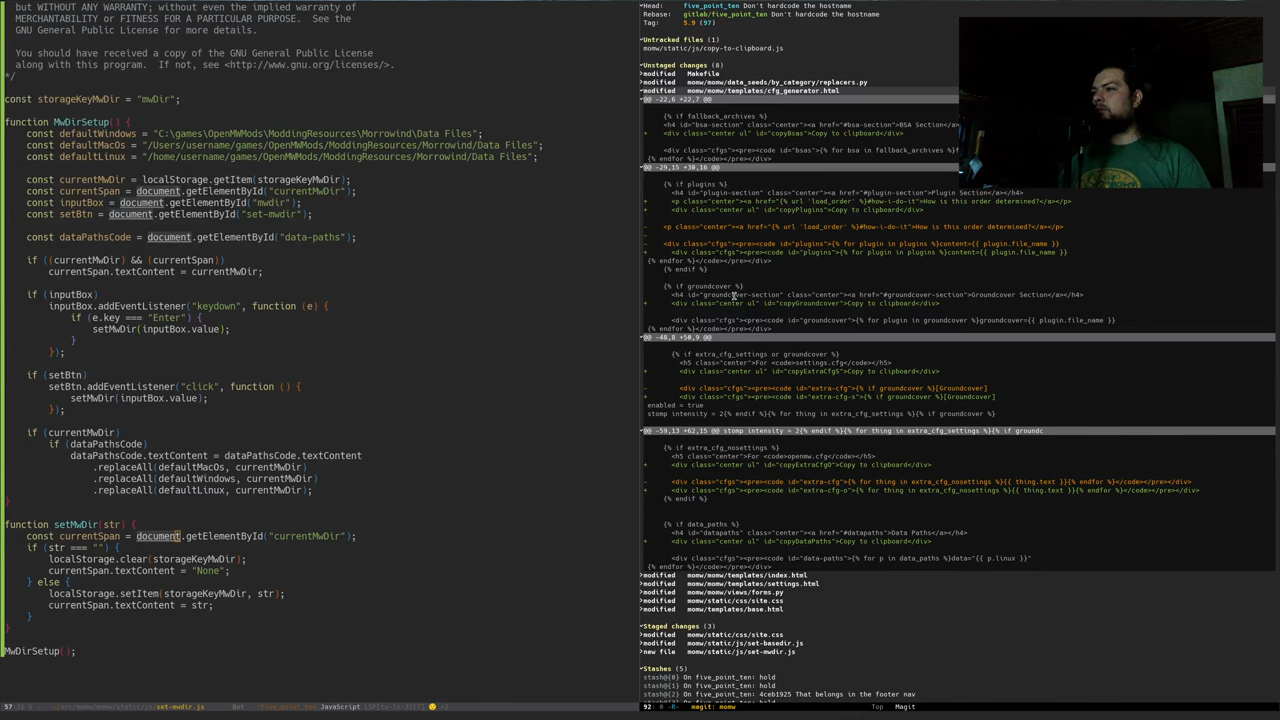 but WITHOUT ANY WARRANTY; without even the implied warranty of
MERCHANTABILITY or FITNESS FOR A PARTICULAR PURPOSE.  See the
GNU General Public License for more details.
You should have received a copy of the GNU General Public License
along with this program.  If not, see <http://www.gnu.org/licenses/>.
*/
const storageKeyMwDir = "mwDir";
function MwDirSetup() {
const defaultWindows = "C:\games\OpenMWMods\ModdingResources\Morrowind\Data Files";
const defaultMacOs = "/Users/username/games/OpenMWMods/ModdingResources/Morrowind/Data Files";
const defaultLinux = "/home/username/games/OpenMWMods/ModdingResources/Morrowind/Data Files";
const currentMwDir = localStorage.getItem(storageKeyMwDir);
const currentSpan = document.getElementById("currentMwDir");
const inputBox = document.getElementById("mwdir");
const setBtn = document.getElementById("set-mwdir");
const dataPathsCode = document.getElementById("data-paths");
if ((currentMwDir) && (currentSpan))
currentSpan.textContent = currentMwDir;
if (inputBox)
inputBox.addEventListener("keydown", function (e) {
if (e.key === "Enter") {
setMwDir(inputBox.value);
}
});
if (setBtn)
setBtn.addEventListener("click", function () {
setMwDir(inputBox.value);
});
if (currentMwDir)
if (dataPathsCode)
dataPathsCode.textContent = dataPathsCode.textContent
.replaceAll(defaultMacOs, currentMwDir)
.replaceAll(defaultWindows, currentMwDir)
.replaceAll(defaultLinux, currentMwDir);
}
function setMwDir(str) {
const currentSpan = document.getElementById("currentMwDir");
if (str === "") {
localStorage.clear(storageKeyMwDir);
currentSpan.textContent = "None";
} else {
localStorage.setItem(storageKeyMwDir, str);
currentSpan.textContent = str;
}
}
MwDirSetup();
57:31 ~/src/momw/momw/static/js/set-mwdir.js Bot five_point_ten JavaScript LSP[ts-ls:3217]
Head: five_point_ten Don't hardcode the hostname
Rebase: gitlab/five_point_ten Don't hardcode the hostname
Tag: 5.9 (97)
Untracked files (1)
momw/static/js/copy-to-clipboard.js
Unstaged changes (8)
modified Makefile
modified momw/momw/data_seeds/by_category/replacers.py
modified momw/momw/templates/cfg_generator.html
@@ -22,6 +22,7 @@
{% if fallback_archives %}
<h4 id="bsa-section" class="center"><a href="#bsa-section">BSA Section</a></h4>
+ <div class="center ul" id="copyBsas">Copy to clipboard</div>
<div class="cfgs"><pre><code id="bsas">{% for bsa in fallback_archives %}
{% endfor %}</code></pre></div>
@@ -29,15 +30,16 @@
{% if plugins %}
<h4 id="plugin-section" class="center"><a href="#plugin-section">Plugin Section</a></h4>
+ <p class="center"><a href="{% url 'load_order' %}#how-i-do-it">How is this order determined?</a></p>
+ <div class="center ul" id="copyPlugins">Copy to clipboard</div>
- <p class="center"><a href="{% url 'load_order' %}#how-i-do-it">How is this order determined?</a></p>
-
- <div class="cfgs"><pre><code id="plugins">{% for plugin in plugins %}content={{ plugin.file_name }}
+ <div class="cfgs"><pre><code id="plugins">{% for plugin in plugins %}content={{ plugin.file_name }}
{% endfor %}</code></pre></div>
{% endif %}
{% if groundcover %}
<h4 id="groundcover-section" class="center"><a href="#groundcover-section">Groundcover Section</a></h4>
+ <div class="center ul" id="copyGroundcover">Copy to clipboard</div>
<div class="cfgs"><pre><code id="groundcover">{% for plugin in groundcover %}groundcover={{ plugin.file_name }}
{% endfor %}</code></pre></div>
@@ -48,8 +50,9 @@
{% if extra_cfg_settings or groundcover %}
<h5 class="center">For <code>settings.cfg</code></h5>
+ <div class="center ul" id="copyExtraCfgS">Copy to clipboard</div>
- <div class="cfgs"><pre><code id="extra-cfg">{% if groundcover %}[Groundcover]
+ <div class="cfgs"><pre><code id="extra-cfg-s">{% if groundcover %}[Groundcover]
enabled = true
stomp intensity = 2{% endif %}{% for thing in extra_cfg_settings %}{% if groundcover %}
@@ -59,13 +62,15 @@ stomp intensity = 2{% endif %}{% for thing in extra_cfg_settings %}{% if groundc
{% if extra_cfg_nosettings %}
<h5 class="center">For <code>openmw.cfg</code></h5>
+ <div class="center ul" id="copyExtraCfgO">Copy to clipboard</div>
- <div class="cfgs"><pre><code id="extra-cfg">{% for thing in extra_cfg_nosettings %}{{ thing.text }}{% endfor %}</code></pre></div>
+ <div class="cfgs"><pre><code id="extra-cfg-o">{% for thing in extra_cfg_nosettings %}{{ thing.text }}{% endfor %}</code></pre></div>
{% endif %}
{% if data_paths %}
<h4 id="datapaths" class="center"><a href="#datapaths">Data Paths</a></h4>
+ <div class="center ul" id="copyDataPaths">Copy to clipboard</div>
<div class="cfgs"><pre><code id="data-paths">{% for p in data_paths %}data="{{ p.linux }}"
{% endfor %}</code></pre></div>
modified momw/momw/templates/index.html
modified momw/momw/templates/settings.html
modified momw/momw/views/forms.py
modified momw/static/css/site.css
modified momw/templates/base.html
Staged changes (3)
modified momw/static/css/site.css
modified momw/static/js/set-basedir.js
new file momw/static/js/set-mwdir.js
Stashes (5)
stash@{0} On five_point_ten: hold
stash@{1} On five_point_ten: hold
stash@{2} On five_point_ten: 4ceb1925 That belongs in the footer nav
92: 0 -R- magit: momw Top Magit